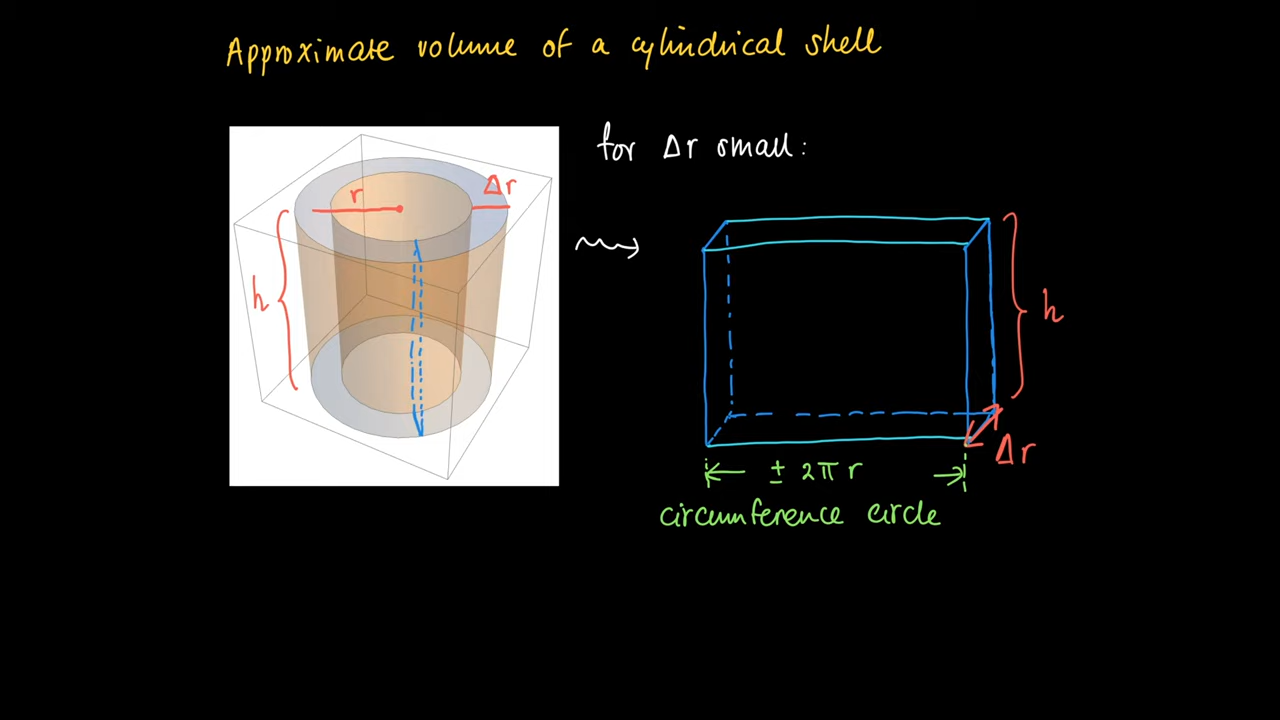 Approximate volume of a cylindrical shell
for Δr small:
r
Δr
h
h
Δr
± 2π r
circumference circle